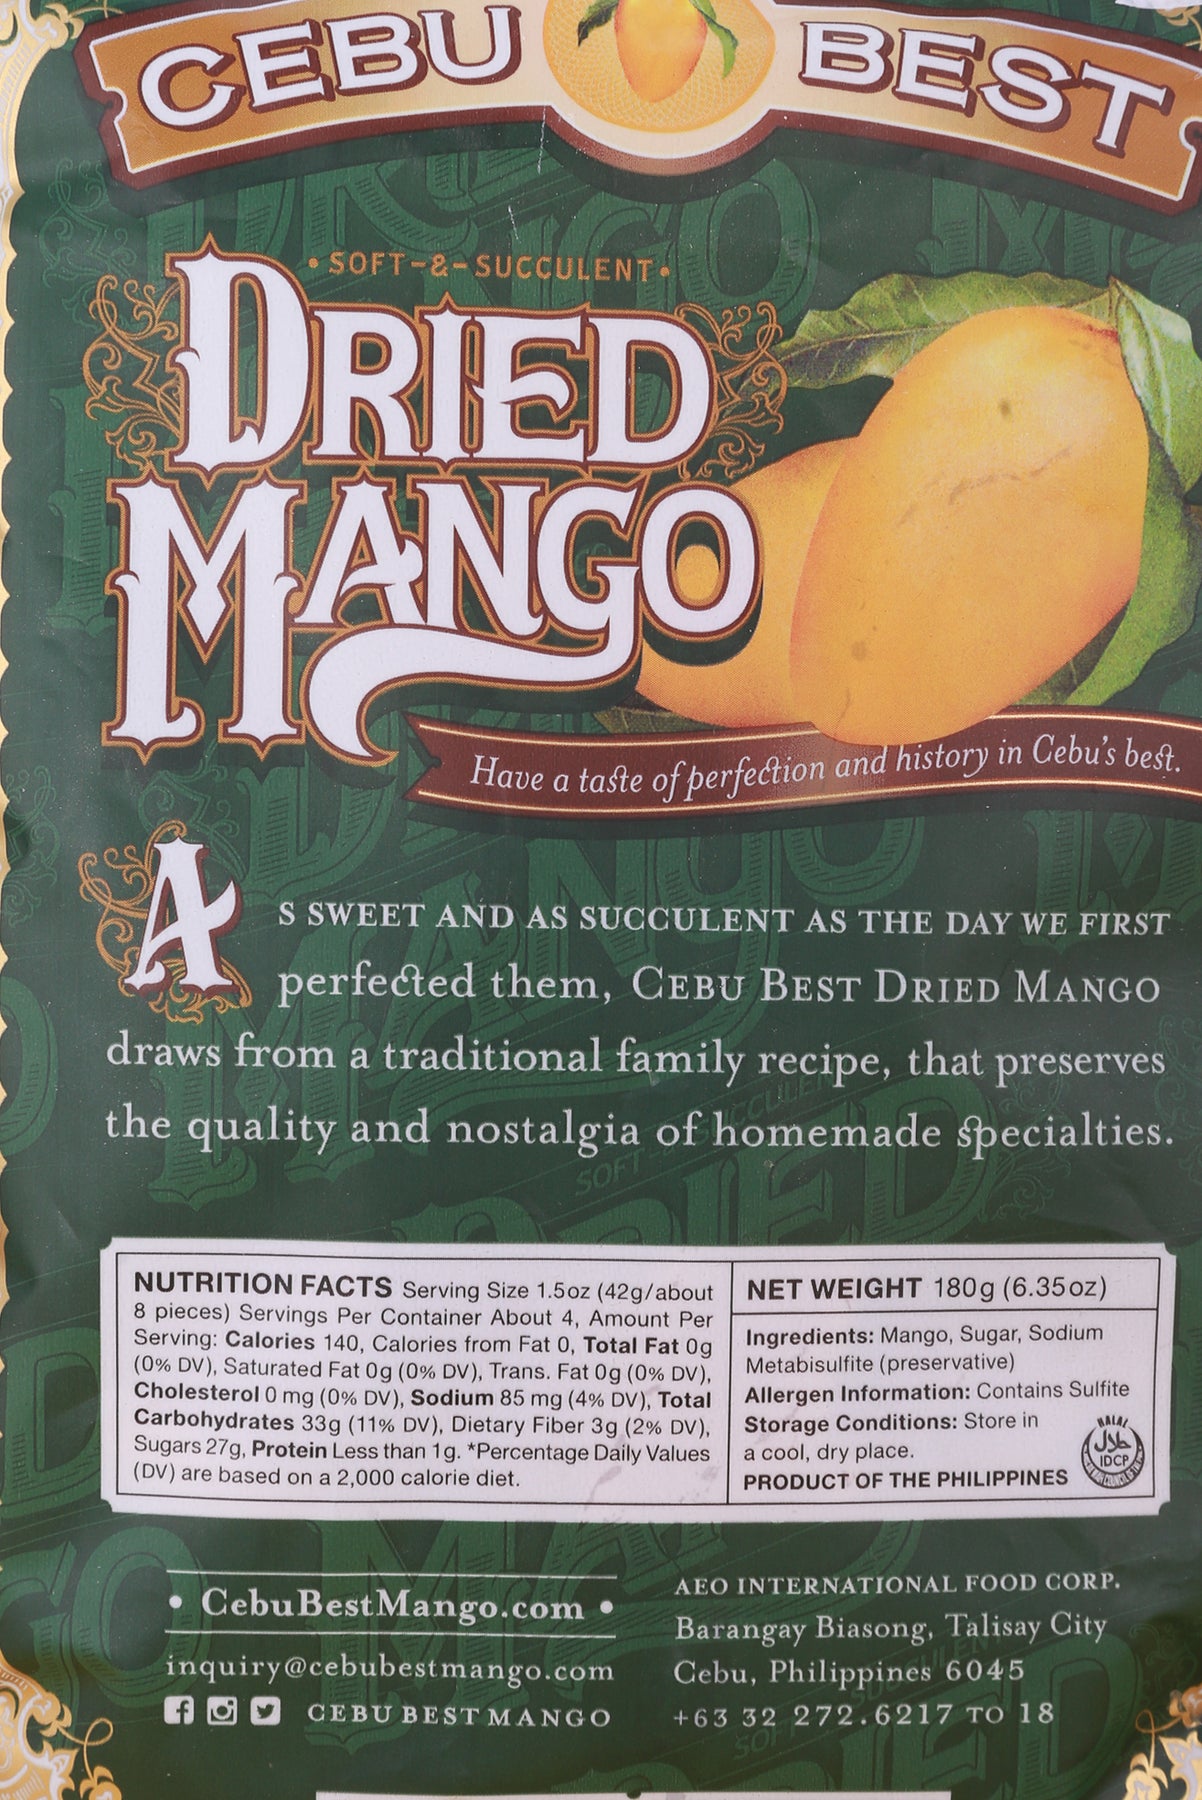 CEBU BEST
• SOFT-&-SUCCULENT •
DRIED
MANGO
Have a taste of perfection and history in Cebu's best.
AS SWEET AND AS SUCCULENT AS THE DAY WE FIRST
perfected them, CEBU BEST DRIED MANGO
draws from a traditional family recipe, that preserves
the quality and nostalgia of homemade specialties.
NUTRITION FACTS Serving Size 1.5oz (42g/about
8 pieces) Servings Per Container About 4, Amount Per
Serving: Calories 140, Calories from Fat 0, Total Fat 0g
(0% DV), Saturated Fat 0g (0% DV), Trans. Fat 0g (0% DV),
Cholesterol 0 mg (0% DV), Sodium 85 mg (4% DV), Total
Carbohydrates 33g (11% DV), Dietary Fiber 3g (2% DV),
Sugars 27g, Protein Less than 1g. *Percentage Daily Values
(DV) are based on a 2,000 calorie diet.
NET WEIGHT 180g (6.35oz)
Ingredients: Mango, Sugar, Sodium
Metabisulfite (preservative)
Allergen Information: Contains Sulfite
Storage Conditions: Store in
a cool, dry place.
PRODUCT OF THE PHILIPPINES
HALAL
حلال
IDCP
• CebuBestMango.com •
inquiry@cebubestmango.com
CEBU BEST MANGO
AEO INTERNATIONAL FOOD CORP.
Barangay Biasong, Talisay City
Cebu, Philippines 6045
+63 32 272.6217 TO 18